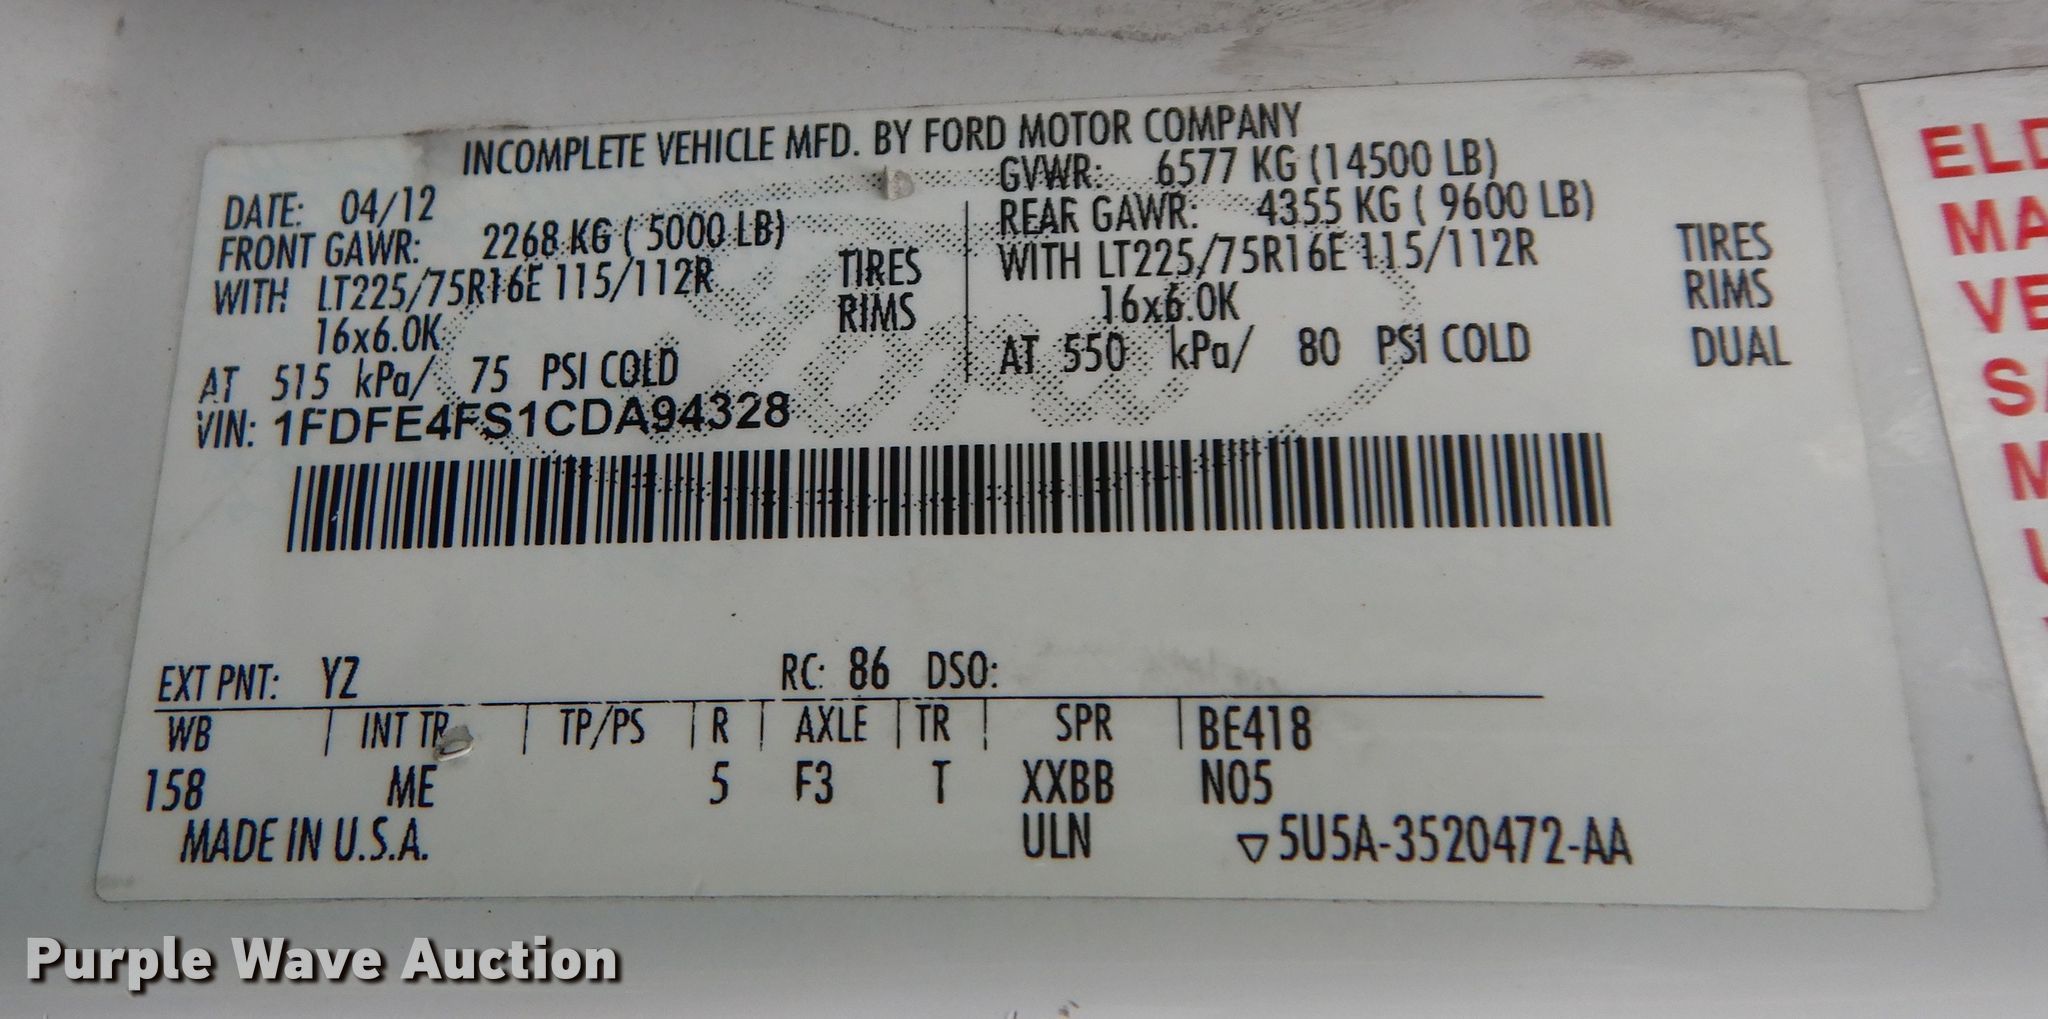 INCOMPLETE VEHICLE MFD. BY FORD MOTOR COMPANY
DATE: 04/12 GVWR: 6577 KG (14500 LB)
FRONT GAWR: 2268 KG ( 5000 LB) REAR GAWR: 4355 KG ( 9600 LB)
WITH LT225/75R16E 115/112R TIRES WITH LT225/75R16E 115/112R TIRES
16x6.0K RIMS 16x6.0K RIMS
AT 515 kPa/ 75 PSI COLD AT 550 kPa/ 80 PSI COLD DUAL
VIN: 1FDFE4FS1CDA94328
EXT PNT: YZ RC: 86 DSO:
WB INT TR TP/PS R AXLE TR SPR BE418
158 ME 5 F3 T XXBB N05
MADE IN U.S.A. ULN ▽5U5A-3520472-AA
Purple Wave Auction